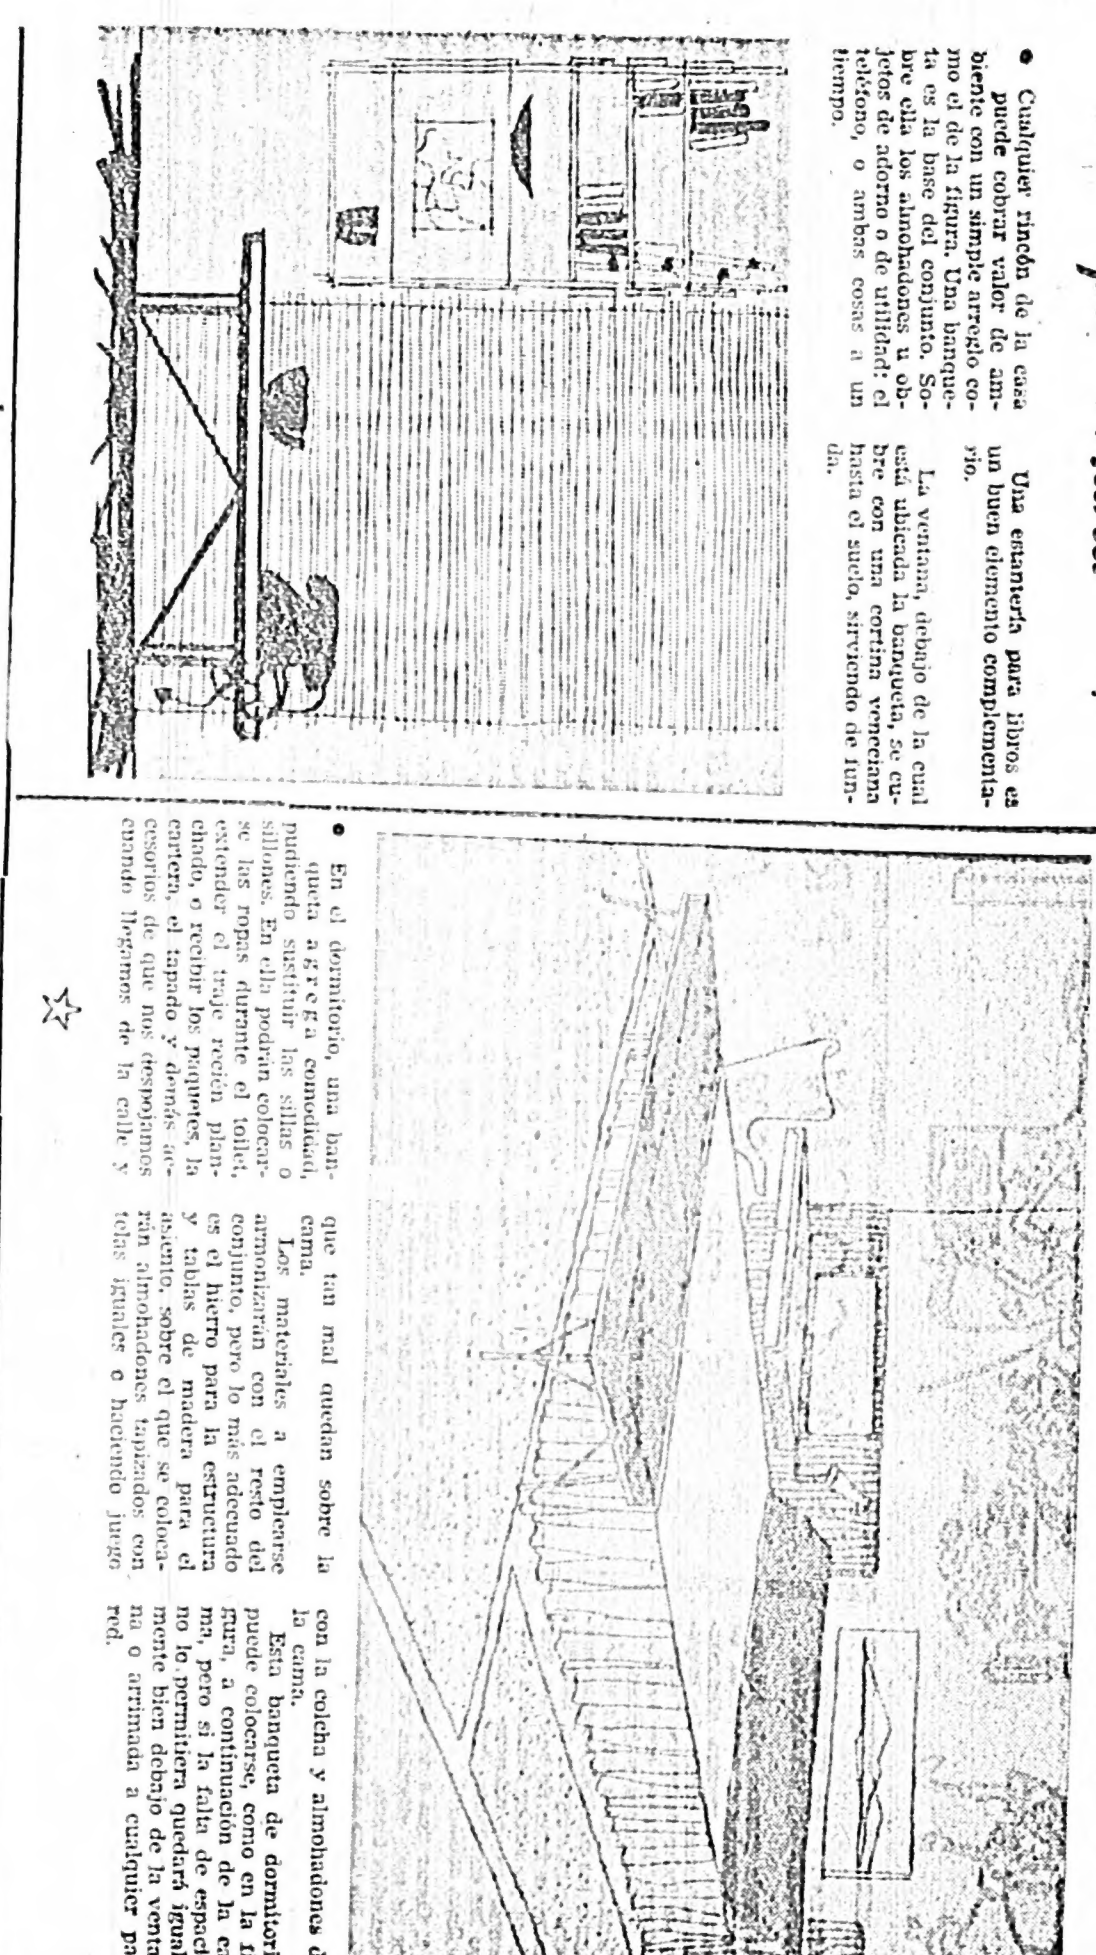 ● Cualquier rincón de la casa
puede cobrar valor de am-
biente con un simple arreglo co-
mo el de la figura. Una banque-
ta es la base del conjunto. So-
bre ella los almohadones u ob-
jetos de adorno o de utilidad: el
teléfono, o ambas cosas a un
tiempo.
Una estantería para libros es
un buen elemento complementa-
rio.
La ventana, debajo de la cual
está ubicada la banqueta, se cu-
bre con una cortina veneciana
hasta el suelo, sirviendo de fun-
da.
● En el dormitorio, una ban-
queta agrega comodidad,
pudiendo sustituir las sillas o
sillones. En ella podrán colocar-
se las ropas durante el toilet,
extender el traje recién plan-
chado, o recibir los paquetes, la
cartera, el tapado y demás ac-
cesorios de que nos despojamos
cuando llegamos de la calle y
que tan mal quedan sobre la
cama.
Los materiales a emplearse
armonizarán con el resto del
conjunto, pero lo más adecuado
es el hierro para la estructura
y tablas de madera para el
asiento, sobre el que se coloca-
rán almohadones tapizados con
telas iguales o haciendo juego
con la colcha y almohadones d
la cama.
Esta banqueta de dormitori
puede colocarse, como en la f
gura, a continuación de la ca
ma, pero si la falta de espaci
no lo permitiera quedará igual
mente bien debajo de la venta
na o arrimada a cualquier pa
red.